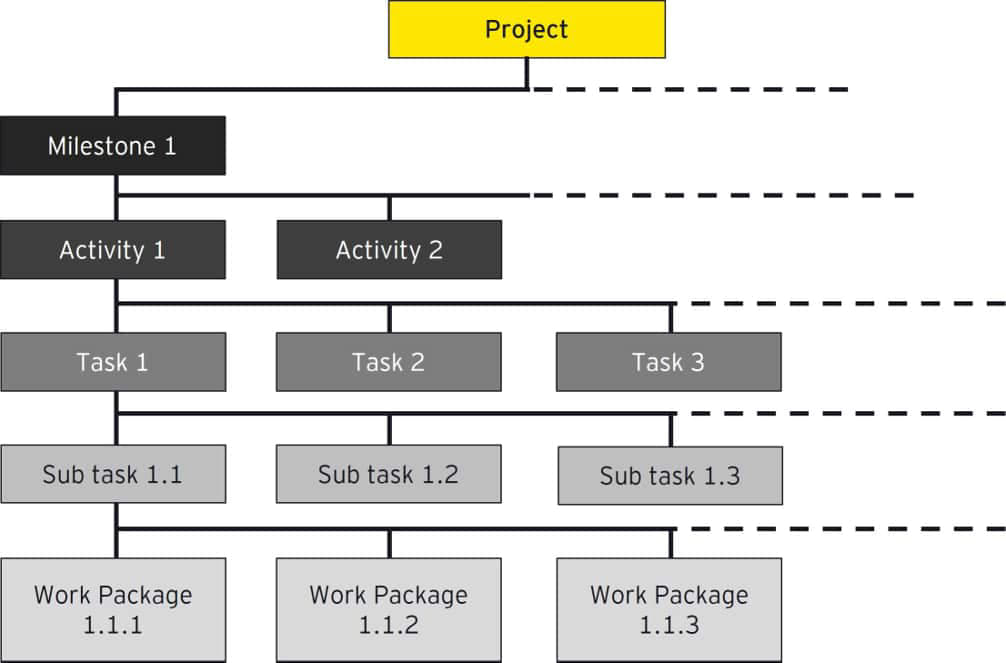 Project
Milestone 1
Activity 1
Activity 2
Task 1
Task 2
Task 3
Sub task 1.1
Sub task 1.2
Sub task 1.3
Work Package
1.1.1
Work Package
1.1.2
Work Package
1.1.3